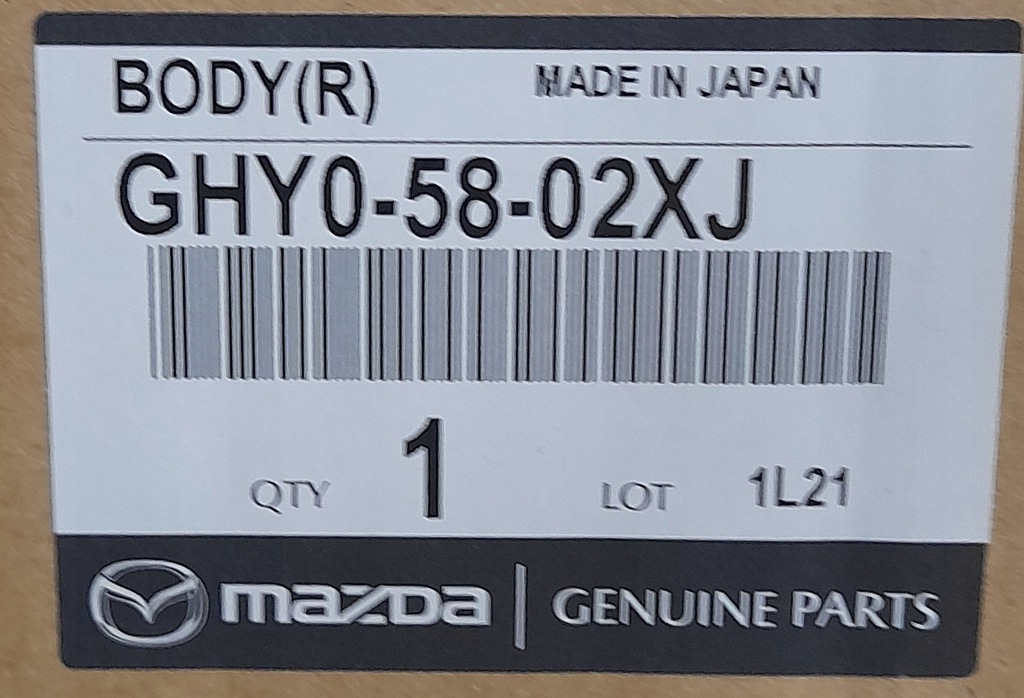 BODY(R) MADE IN JAPAN
GHY0-58-02XJ
QTY 1 LOT 1L21
mazda GENUINE PARTS